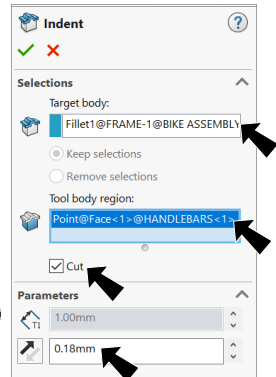 Indent
?
Selections
Target body:
Fillet1@FRAME-1@BIKE ASSEMBLY
Keep selections
Remove selections
Tool body region:
Point@Face<1>@HANDLEBARS<1>
Cut
Parameters
T1
1.00mm
0.18mm